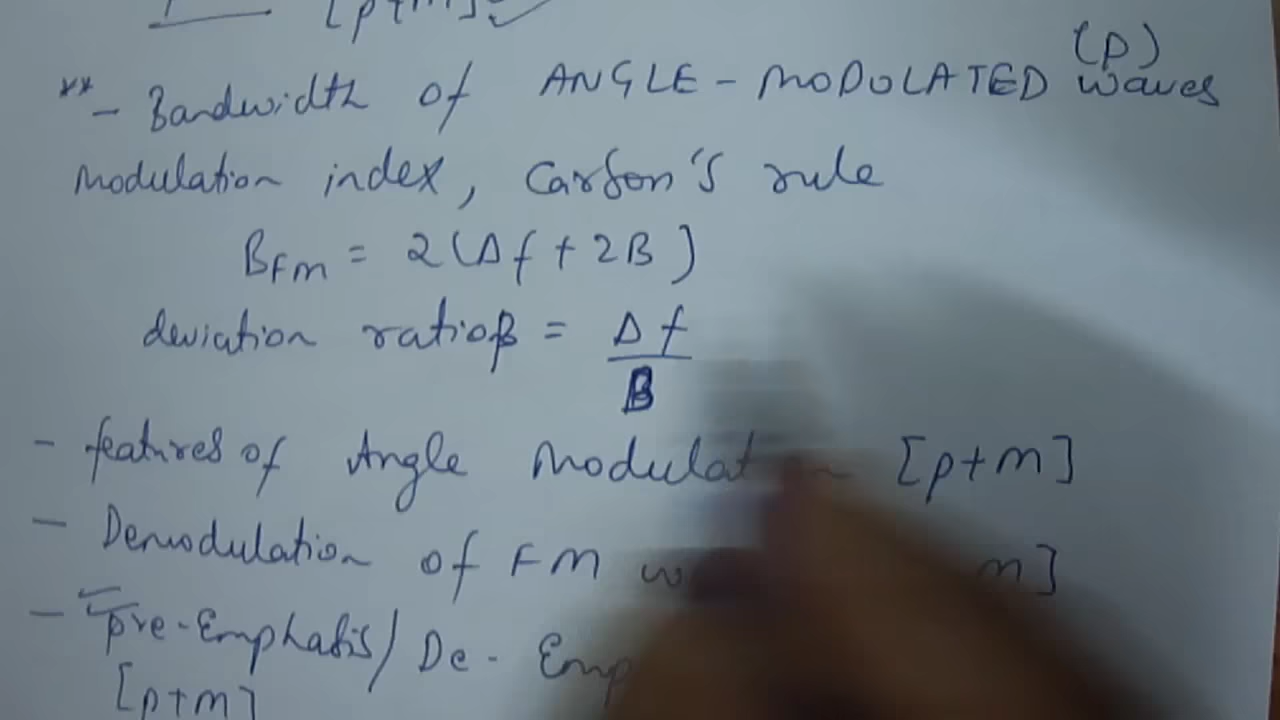 [p+m]
(P)
** - Bandwidth of ANGLE-MODULATED waves
Modulation index, Carson's rule
BFM = 2(Δf + 2B)
deviation ratio β = Δf / B
- features of Angle Modulat [p+m]
- Demodulation of FM m]
- Pre-Emphasis/De-Emp
[p+m]